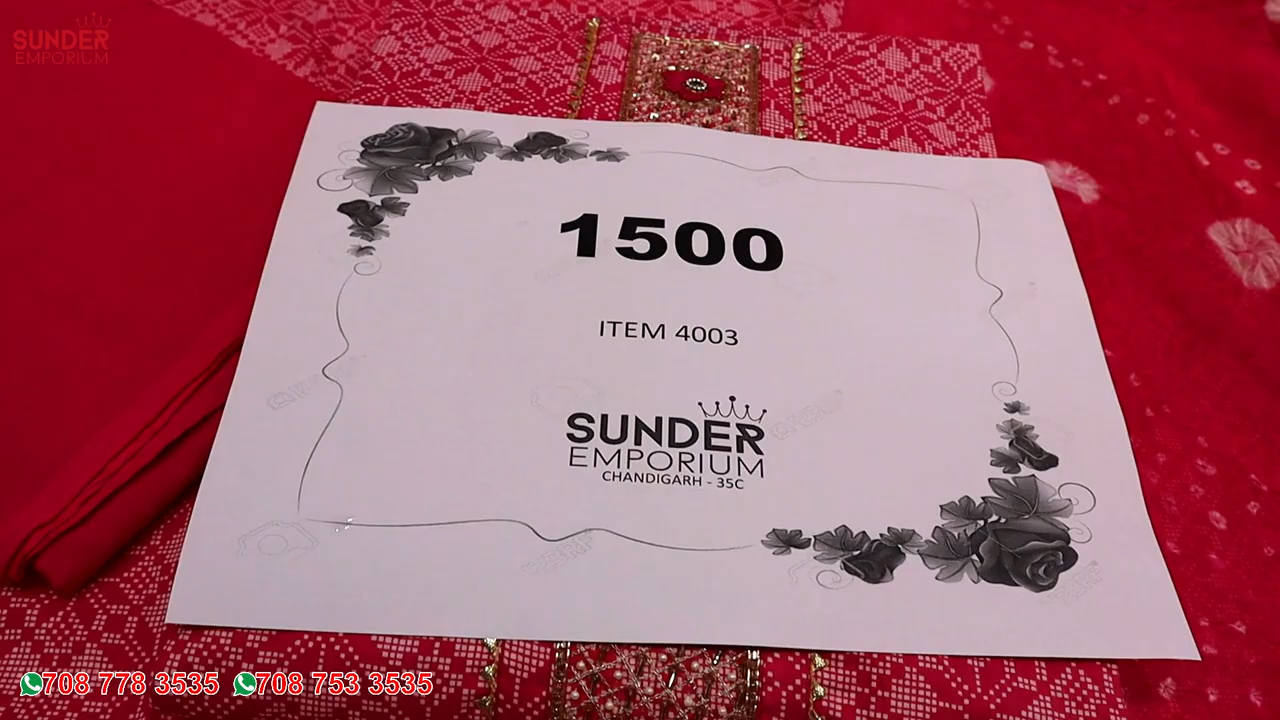 SUNDER
EMPORIUM
1500
ITEM 4003
SUNDER
EMPORIUM
CHANDIGARH - 35C
708 778 3535 708 753 3535